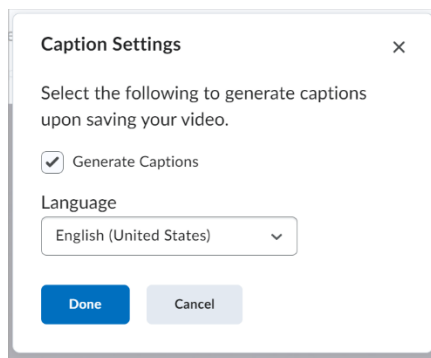 Caption Settings
Select the following to generate captions
upon saving your video.
Generate Captions
Language
English (United States)
Done
Cancel